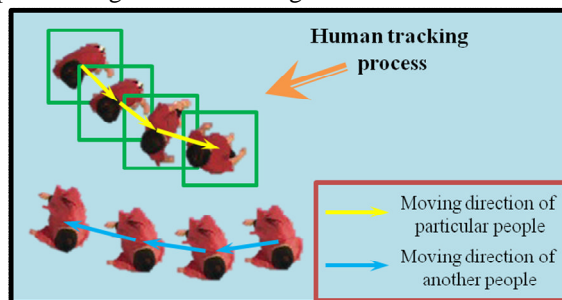 Human tracking
process
Moving direction of
particular people
Moving direction of
another people